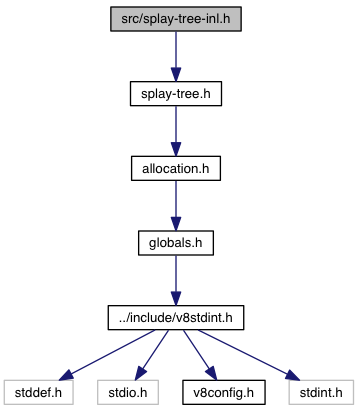 src/splay-tree-inl.h
splay-tree.h
allocation.h
globals.h
../include/v8stdint.h
stddef.h
stdio.h
v8config.h
stdint.h